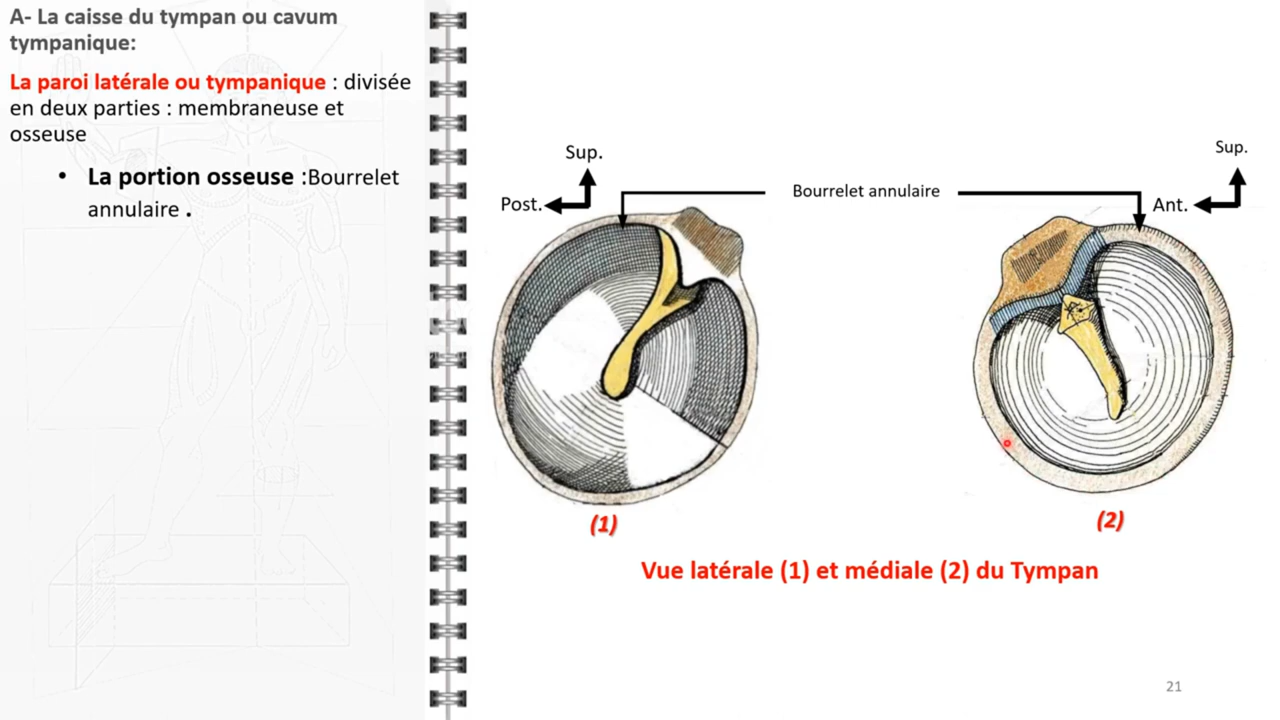 A- La caisse du tympan ou cavum
tympanique:
La paroi latérale ou tympanique : divisée
en deux parties : membraneuse et
osseuse
• La portion osseuse :Bourrelet
annulaire .
Sup.
Post.
Bourrelet annulaire
Sup.
Ant.
(1)
(2)
Vue latérale (1) et médiale (2) du Tympan
21